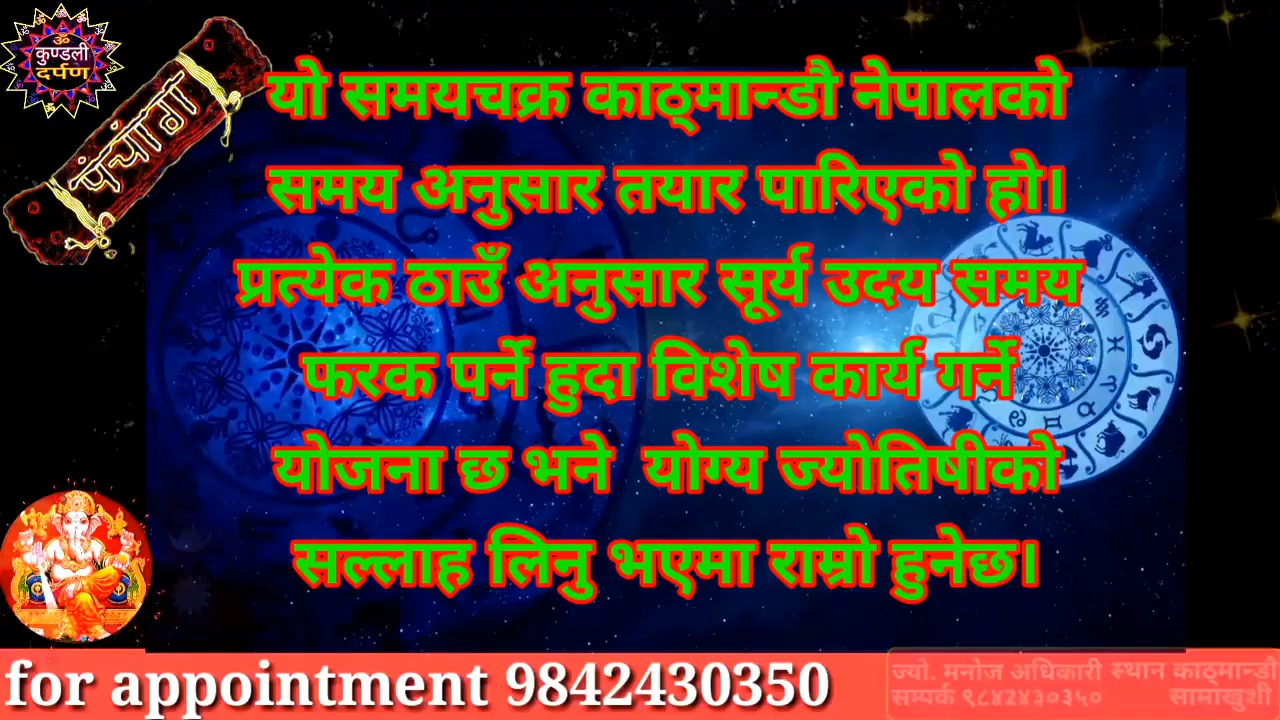 कुण्डली
दर्पण
पंचांग
यो समयचक्र काठ्मान्डौ नेपालको
समय अनुसार तयार पारिएको हो।
प्रत्येक ठाउँ अनुसार सूर्य उदय समय
फरक पर्ने हुदा विशेष कार्य गर्ने
योजना छ भने योग्य ज्योतिषीको
सल्लाह लिनु भएमा राम्रो हुनेछ।
for appointment 9842430350
ज्यो. मनोज अधिकारी स्थान काठ्मान्डौ
सम्पर्क ९८४२४३०३५० सामाखुशी